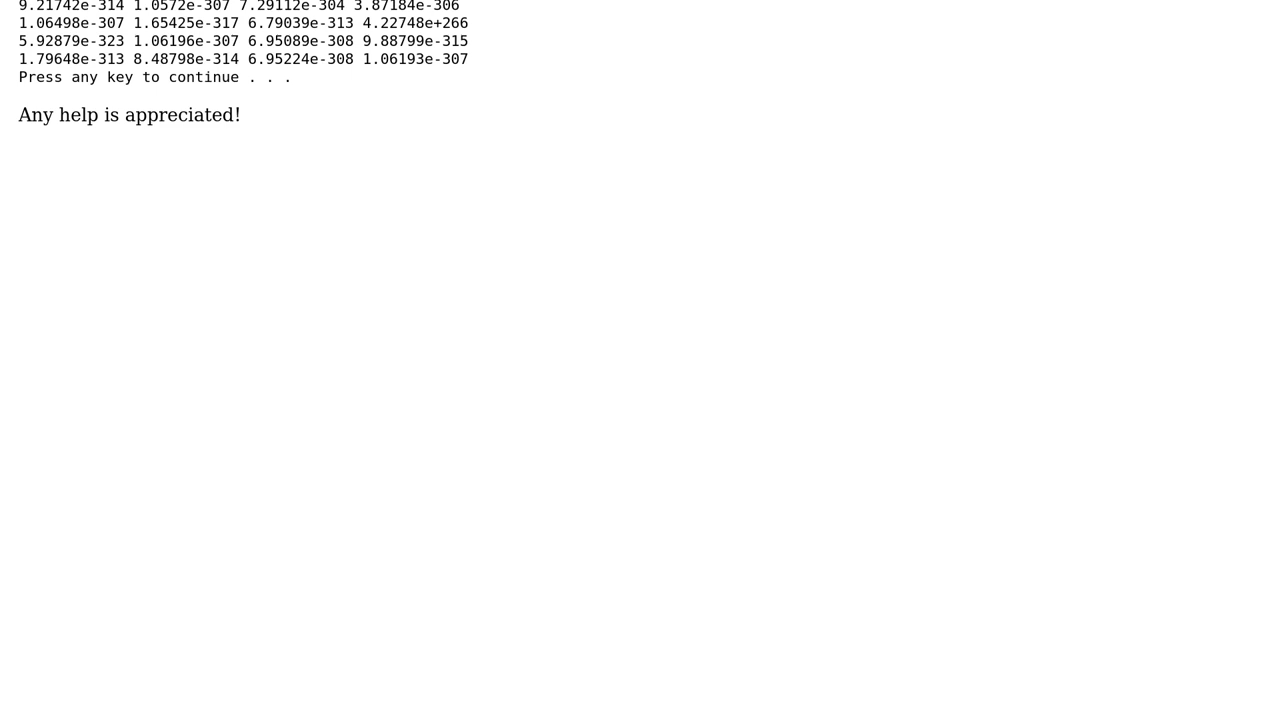 9.21742e-314 1.0572e-307 7.29112e-304 3.87184e-306
1.06498e-307 1.65425e-317 6.79039e-313 4.22748e+266
5.92879e-323 1.06196e-307 6.95089e-308 9.88799e-315
1.79648e-313 8.48798e-314 6.95224e-308 1.06193e-307
Press any key to continue . . .
Any help is appreciated!